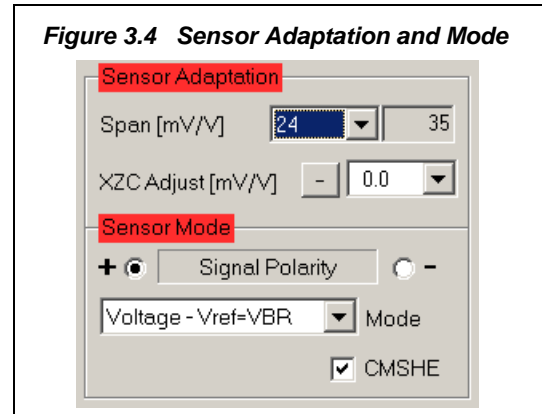 Figure 3.4 Sensor Adaptation and Mode
Sensor Adaptation
Span [mV/V] 24 35
XZC Adjust [mV/V] - 0.0
Sensor Mode
+ Signal Polarity -
Voltage - Vref=VBR Mode
CMSHE